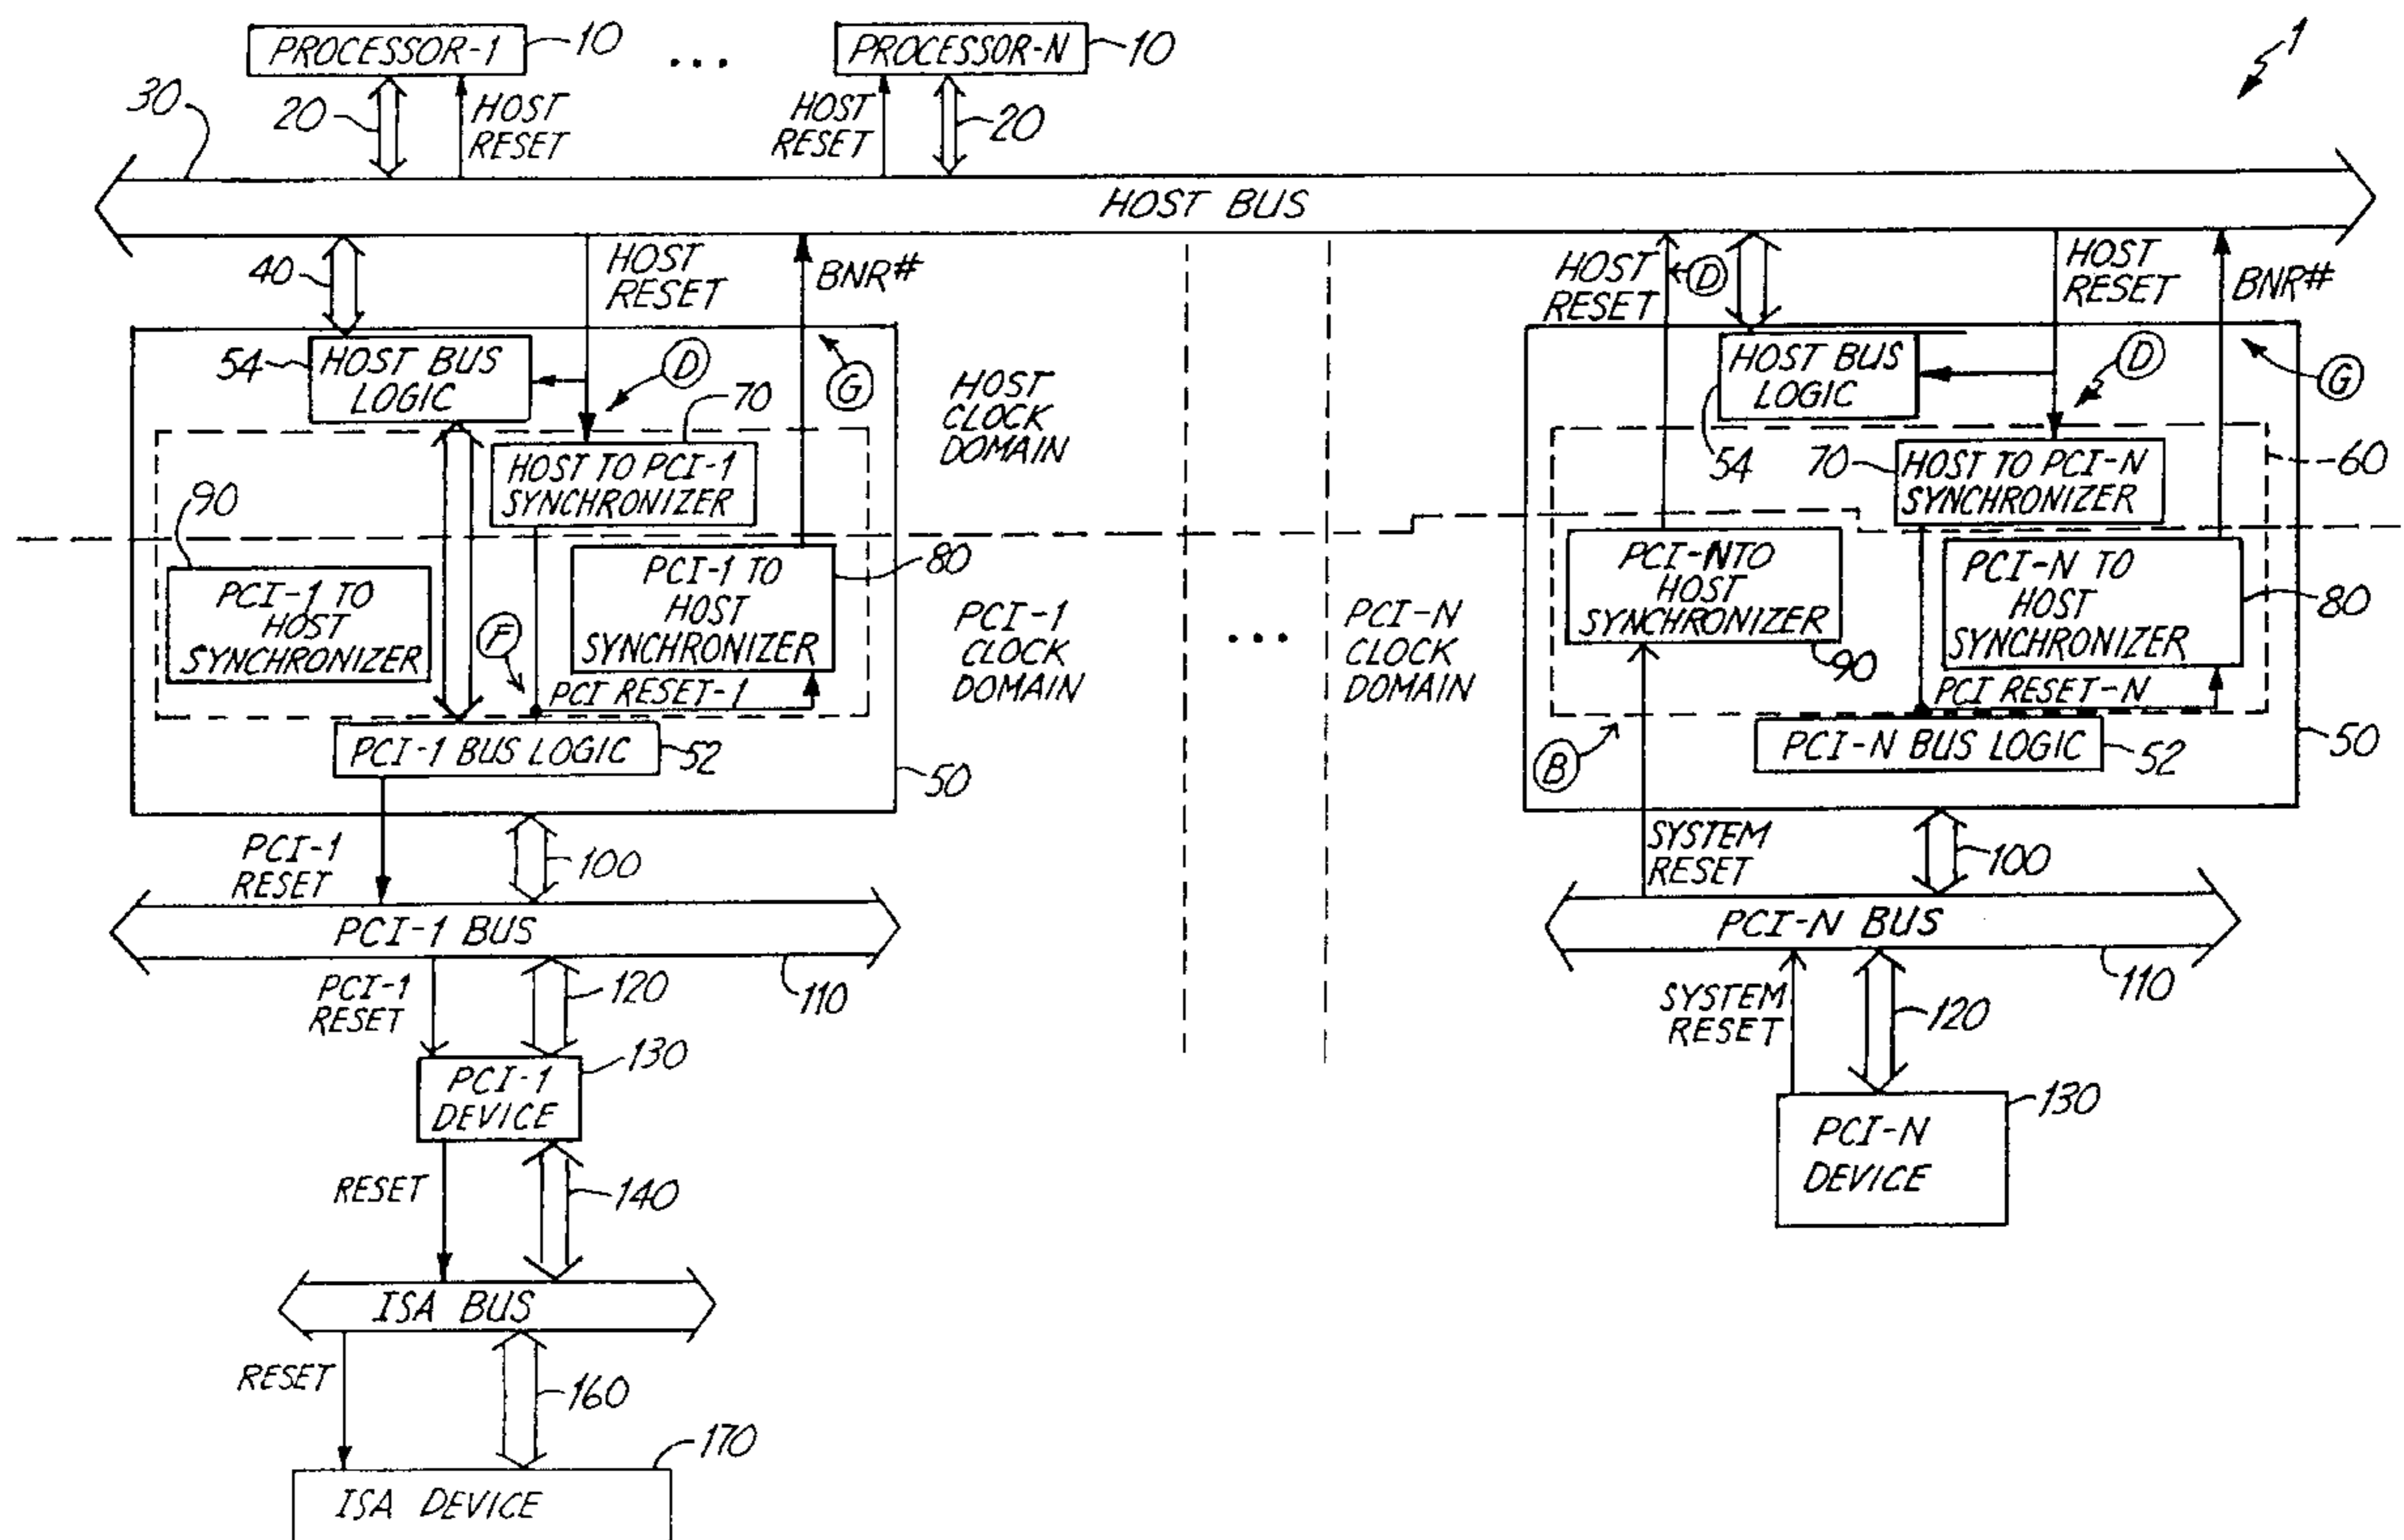 PROCESSOR-1
10
...
PROCESSOR-N
10
1
30
20
HOST
RESET
HOST
RESET
20
HOST BUS
40
HOST
RESET
BNR#
HOST
RESET
D
HOST
RESET
BNR#
54
HOST BUS
LOGIC
D
70
G
HOST
CLOCK
DOMAIN
HOST BUS
LOGIC
54
D
G
HOST TO PCI-1
SYNCHRONIZER
70
HOST TO PCI-N
SYNCHRONIZER
60
90
PCI-1 TO
HOST
SYNCHRONIZER
F
PCI-1 TO
HOST
SYNCHRONIZER
80
PCI RESET-1
PCI-1
CLOCK
DOMAIN
...
PCI-N
CLOCK
DOMAIN
PCI-NTO
HOST
SYNCHRONIZER
90
PCI-N TO
HOST
SYNCHRONIZER
80
PCI RESET-N
PCI-1 BUS LOGIC
52
50
B
PCI-N BUS LOGIC
52
50
PCI-1
RESET
100
SYSTEM
RESET
100
PCI-1 BUS
110
PCI-N BUS
110
PCI-1
RESET
120
SYSTEM
RESET
120
PCI-1
DEVICE
130
PCI-N
DEVICE
130
RESET
140
ISA BUS
RESET
160
170
ISA DEVICE